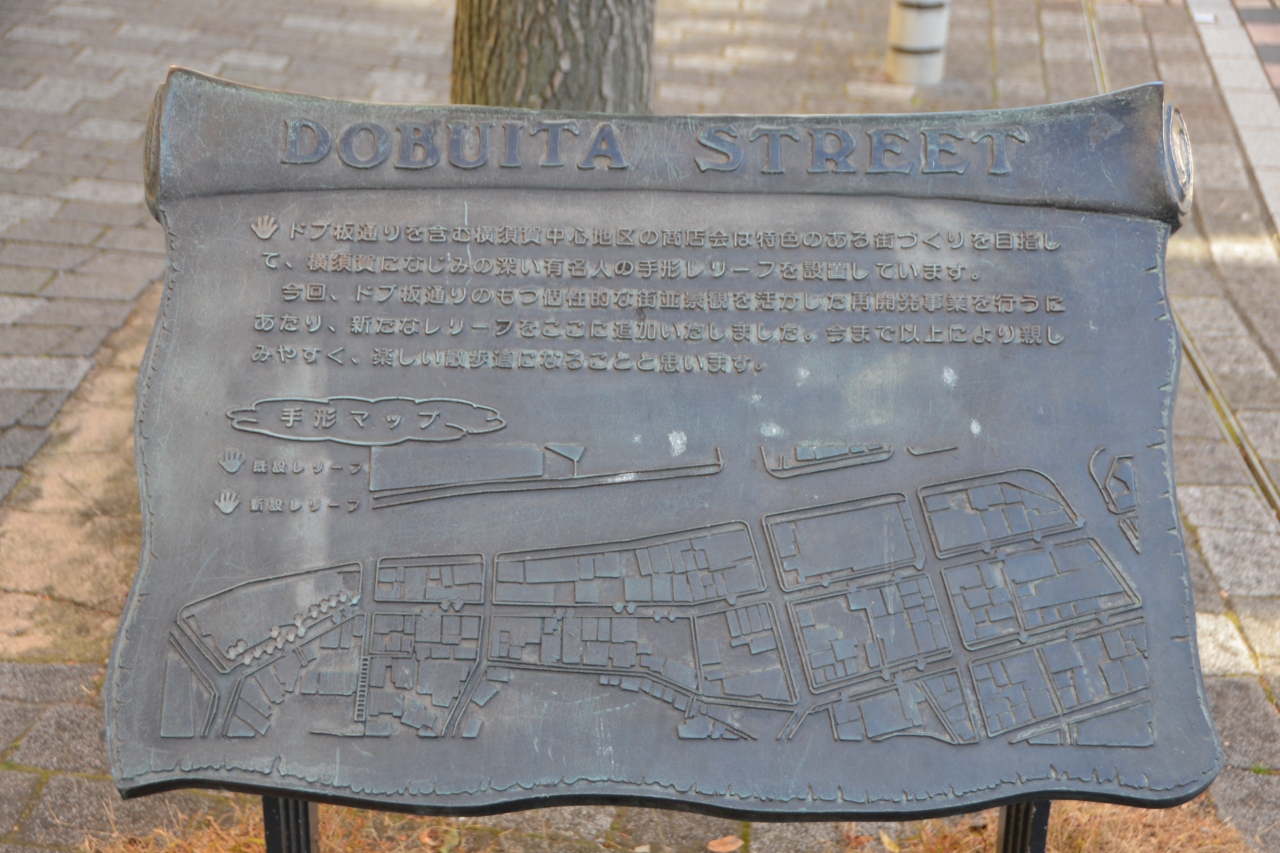 DOBUITA STREET
ドブ板通りを含む横須賀中心地区の商店会は特色のある街づくりを目指し
て、横須賀になじみの深い有名人の手形レリーフを設置しています。
今回、ドブ板通りのもつ個性的な街並景観を活かした再開発事業を行うに
あたり、新たなレリーフをここに追加いたしました。今まで以上により親し
みやすく、楽しい散歩道になることと思います。
手形マップ
既設レリーフ
新設レリーフ